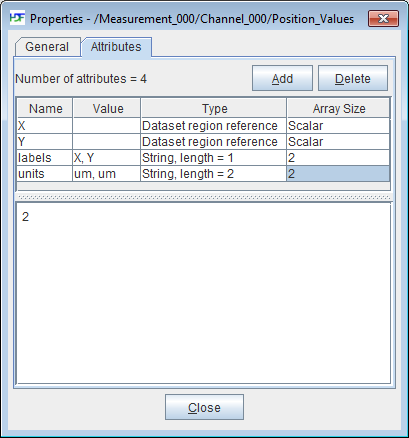 HDF Properties - /Measurement_000/Channel_000/Position_Values
General Attributes
Number of attributes = 4 Add Delete
Name Value Type Array Size
X Dataset region reference Scalar
Y Dataset region reference Scalar
labels X, Y String, length = 1 2
units um, um String, length = 2 2
2
Close